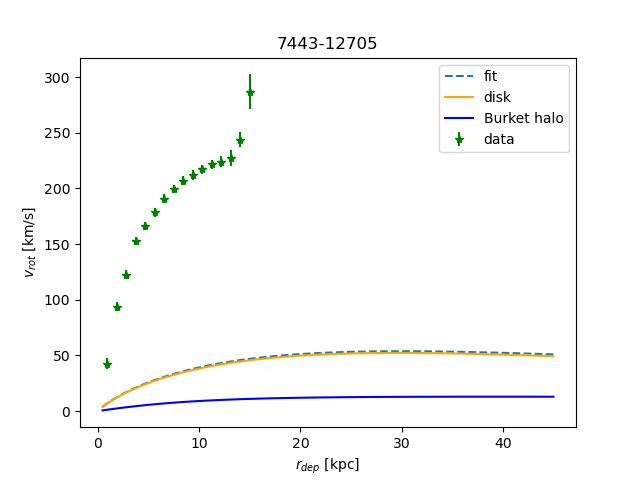 7443-12705
300
250
200
150
100
50
0
v_rot [km/s]
fit
disk
Burket halo
data
0 10 20 30 40
r_dep [kpc]